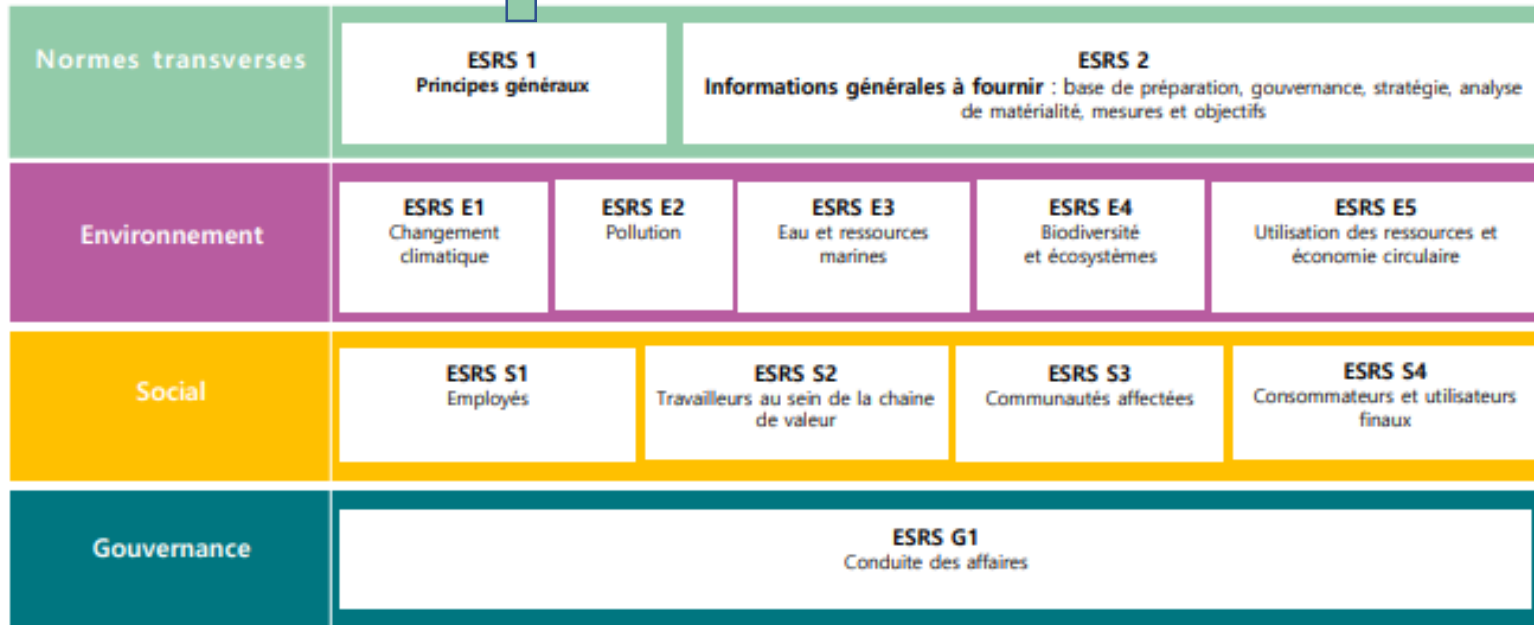 Normes transverses
ESRS 1
Principes généraux
ESRS 2
Informations générales à fournir : base de préparation, gouvernance, stratégie, analyse
de matérialité, mesures et objectifs
Environnement
ESRS E1
Changement
climatique
ESRS E2
Pollution
ESRS E3
Eau et ressources
marines
ESRS E4
Biodiversité
et écosystèmes
ESRS E5
Utilisation des ressources et
économie circulaire
Social
ESRS S1
Employés
ESRS S2
Travailleurs au sein de la chaine
de valeur
ESRS S3
Communautés affectées
ESRS S4
Consommateurs et utilisateurs
finaux
Gouvernance
ESRS G1
Conduite des affaires